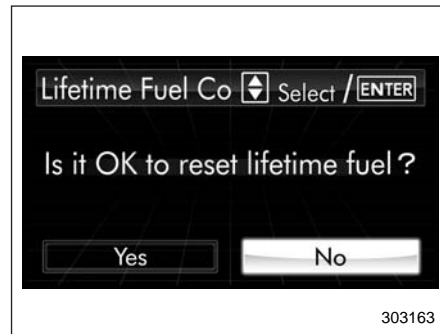 Lifetime Fuel Co Select / ENTER
Is it OK to reset lifetime fuel ?
Yes No
303163